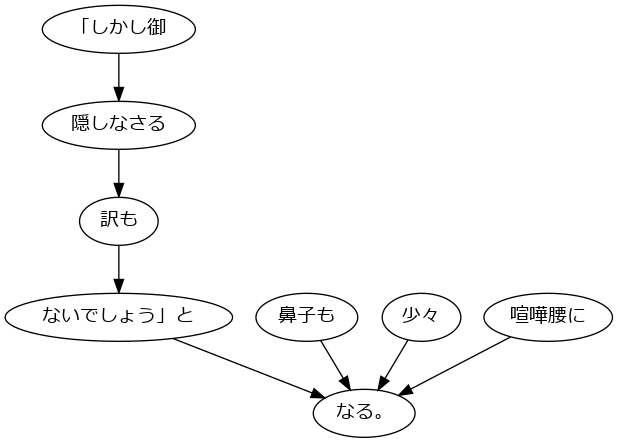 「しかし御
隠しなさる
訳も
ないでしょう」と
鼻子も
少々
喧嘩腰に
なる。